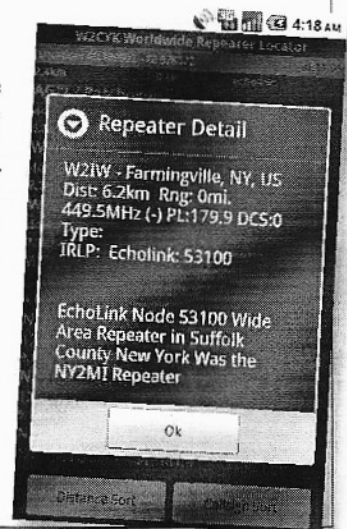 4:18 AM
W2CYK Worldwide Repeater Locator
Repeater Detail
W2IW - Farmingville, NY, US
Dist: 6.2km Rng: 0mi.
449.5MHz (-) PL:179.9 DCS:0
Type:
IRLP: Echolink: 53100
EchoLink Node 53100 Wide
Area Repeater in Suffolk
County New York Was the
NY2MI Repeater
Ok
Distance Sort
Callsign Sort